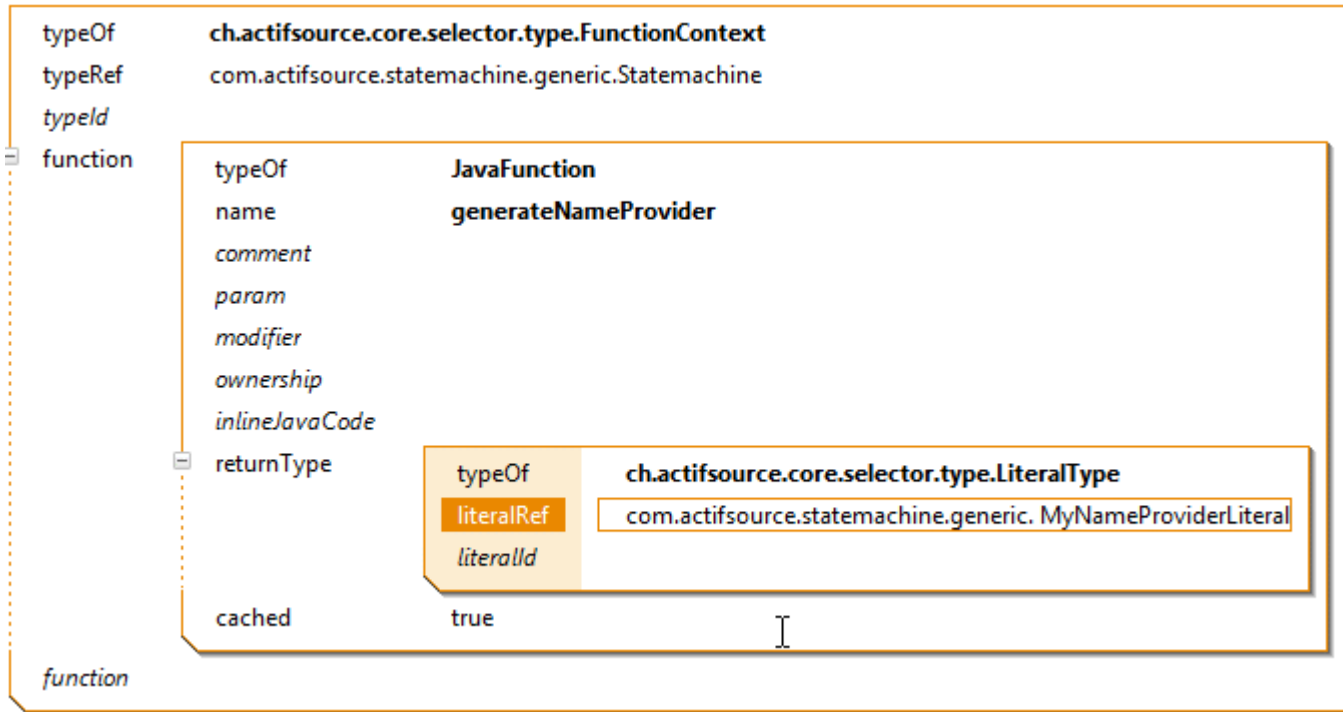 typeOf ch.actifsource.core.selector.type.FunctionContext
typeRef com.actifsource.statemachine.generic.Statemachine
typeId
function
typeOf JavaFunction
name generateNameProvider
comment
param
modifier
ownership
inlineJavaCode
returnType
typeOf ch.actifsource.core.selector.type.LiteralType
literalRef com.actifsource.statemachine.generic. MyNameProviderLiteral
literalId
cached true
function